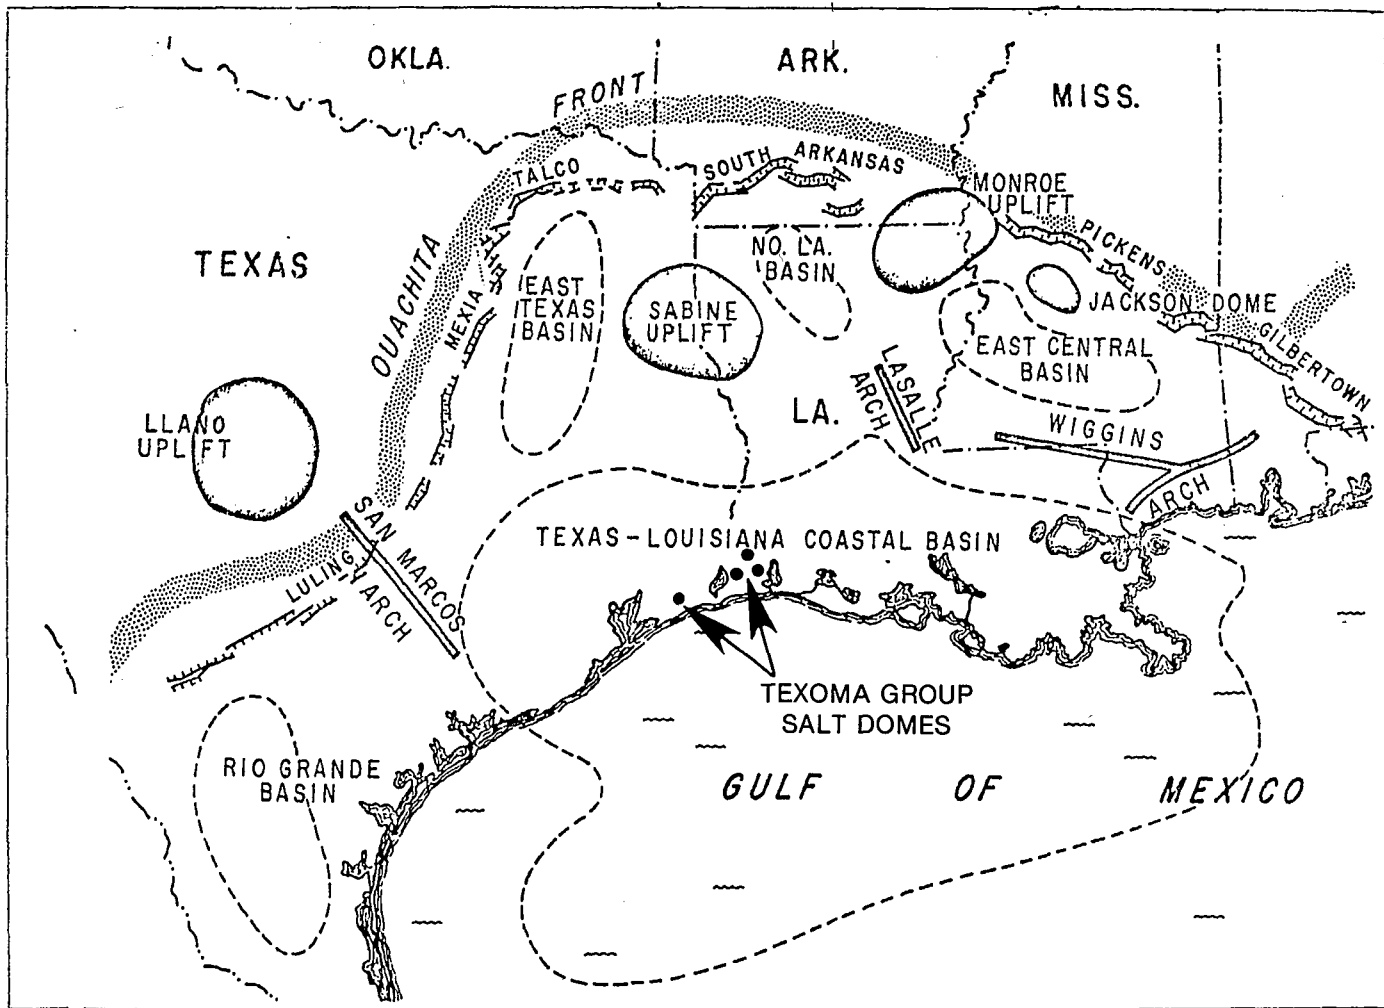 OKLA.
ARK.
MISS.
FRONT
TALCO
SOUTH ARKANSAS
MONROE
UPLIFT
PICKENS
TEXAS
OUACHITA
MEXIA
EAST
TEXAS
BASIN
NO. LA.
BASIN
SABINE
UPLIFT
JACKSON DOME
GILBERTOWN
EAST CENTRAL
BASIN
LASALLE
ARCH
LLANO
UPLIFT
LA.
WIGGINS
ARCH
SAN MARCOS
ARCH
LULING
TEXAS-LOUISIANA COASTAL BASIN
TEXOMA GROUP
SALT DOMES
RIO GRANDE
BASIN
GULF OF MEXICO